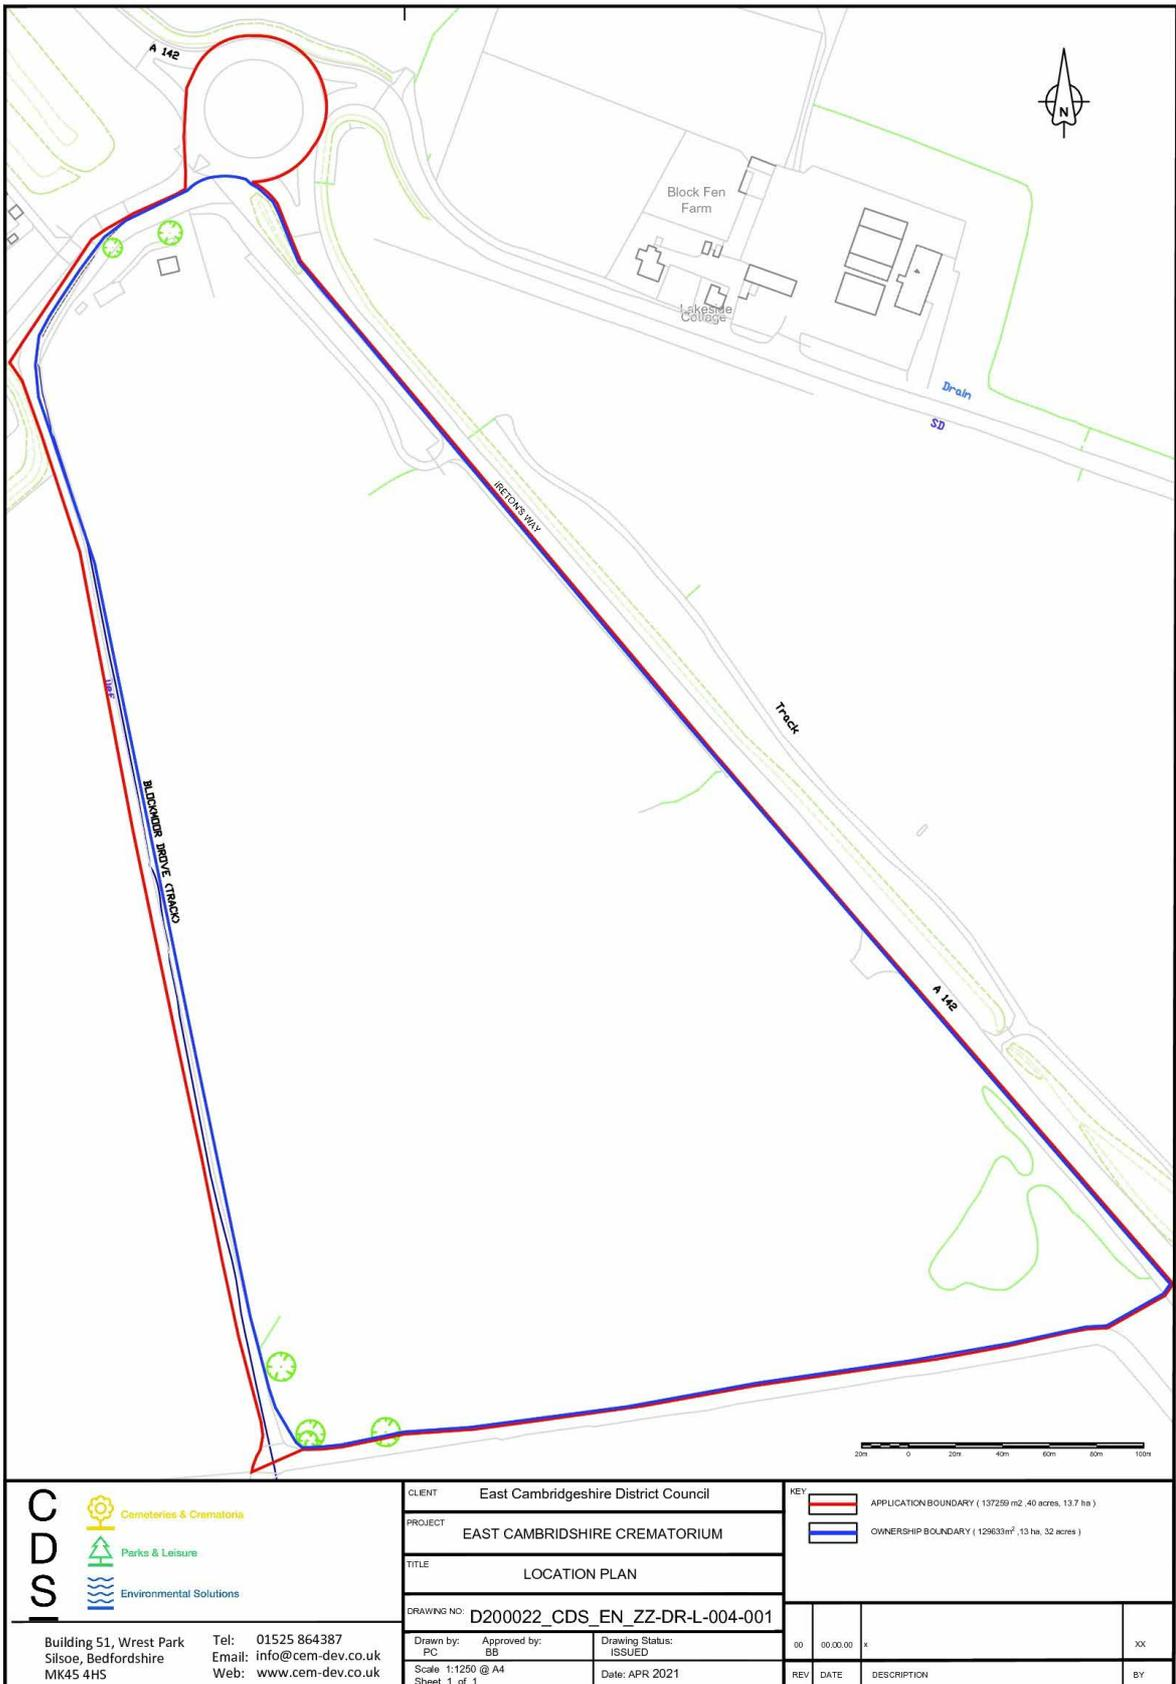 A 142
N
Block Fen
Farm
Lakeside
Cottage
Drain
SD
IRETON'S WAY
Track
BLOCKMOOR DROVE (TRACK)
A 142
20m 0 20m 40m 60m 80m 100m
CDS
Cemeteries & Crematoria
Parks & Leisure
Environmental Solutions
Building 51, Wrest Park
Silsoe, Bedfordshire
MK45 4HS
Tel: 01525 864387
Email: info@cem-dev.co.uk
Web: www.cem-dev.co.uk
CLIENT East Cambridgeshire District Council
PROJECT EAST CAMBRIDSHIRE CREMATORIUM
TITLE LOCATION PLAN
DRAWING NO: D200022_CDS_EN_ZZ-DR-L-004-001
Drawn by: Approved by: Drawing Status:
PC BB ISSUED
Scale 1:1250 @ A4 Date: APR 2021
Sheet 1 of 1
KEY
APPLICATION BOUNDARY ( 137259 m2 ,40 acres, 13.7 ha )
OWNERSHIP BOUNDARY ( 129633m² ,13 ha, 32 acres )
00 00.00.00 x XX
REV DATE DESCRIPTION BY